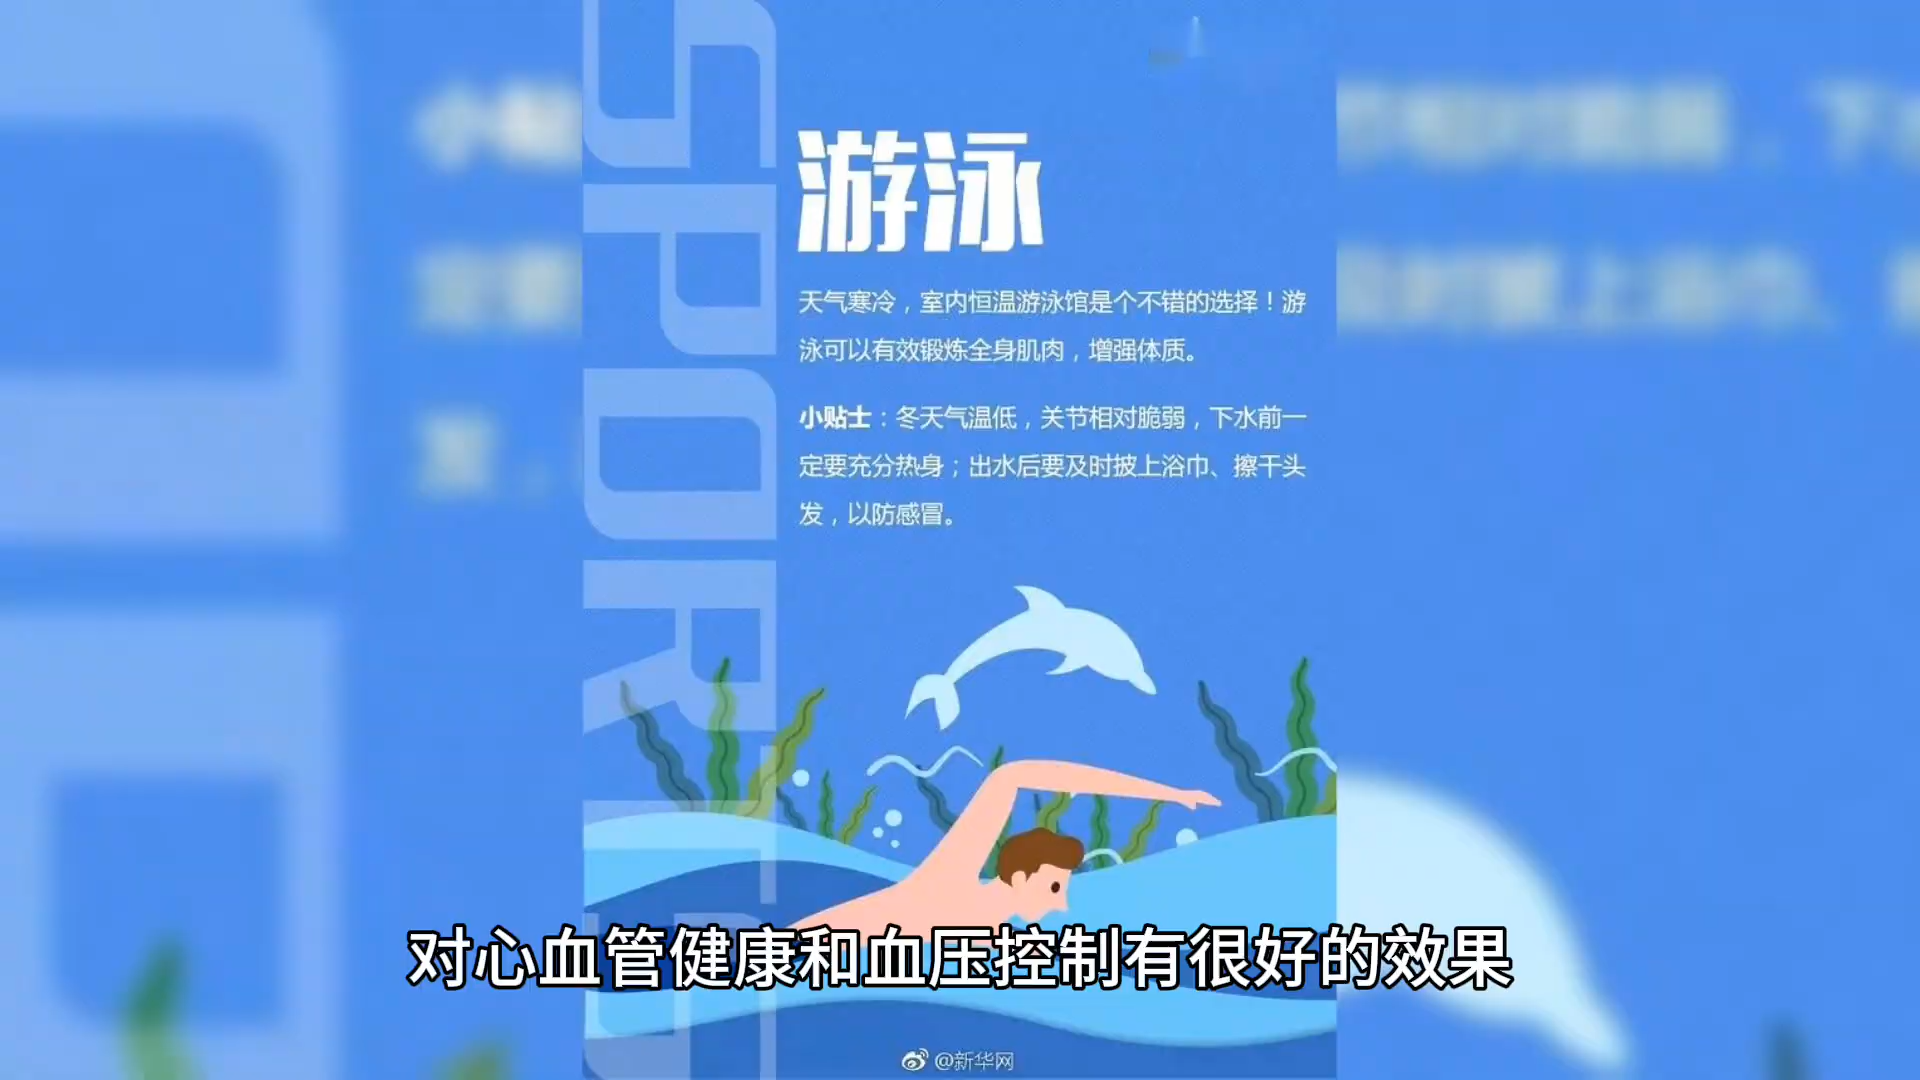 SPORTS
游泳
天气寒冷，室内恒温游泳馆是个不错的选择！游
泳可以有效锻炼全身肌肉，增强体质。
小贴士：冬天气温低，关节相对脆弱，下水前一
定要充分热身；出水后要及时披上浴巾、擦干头
发，以防感冒。
对心血管健康和血压控制有很好的效果
@新华网